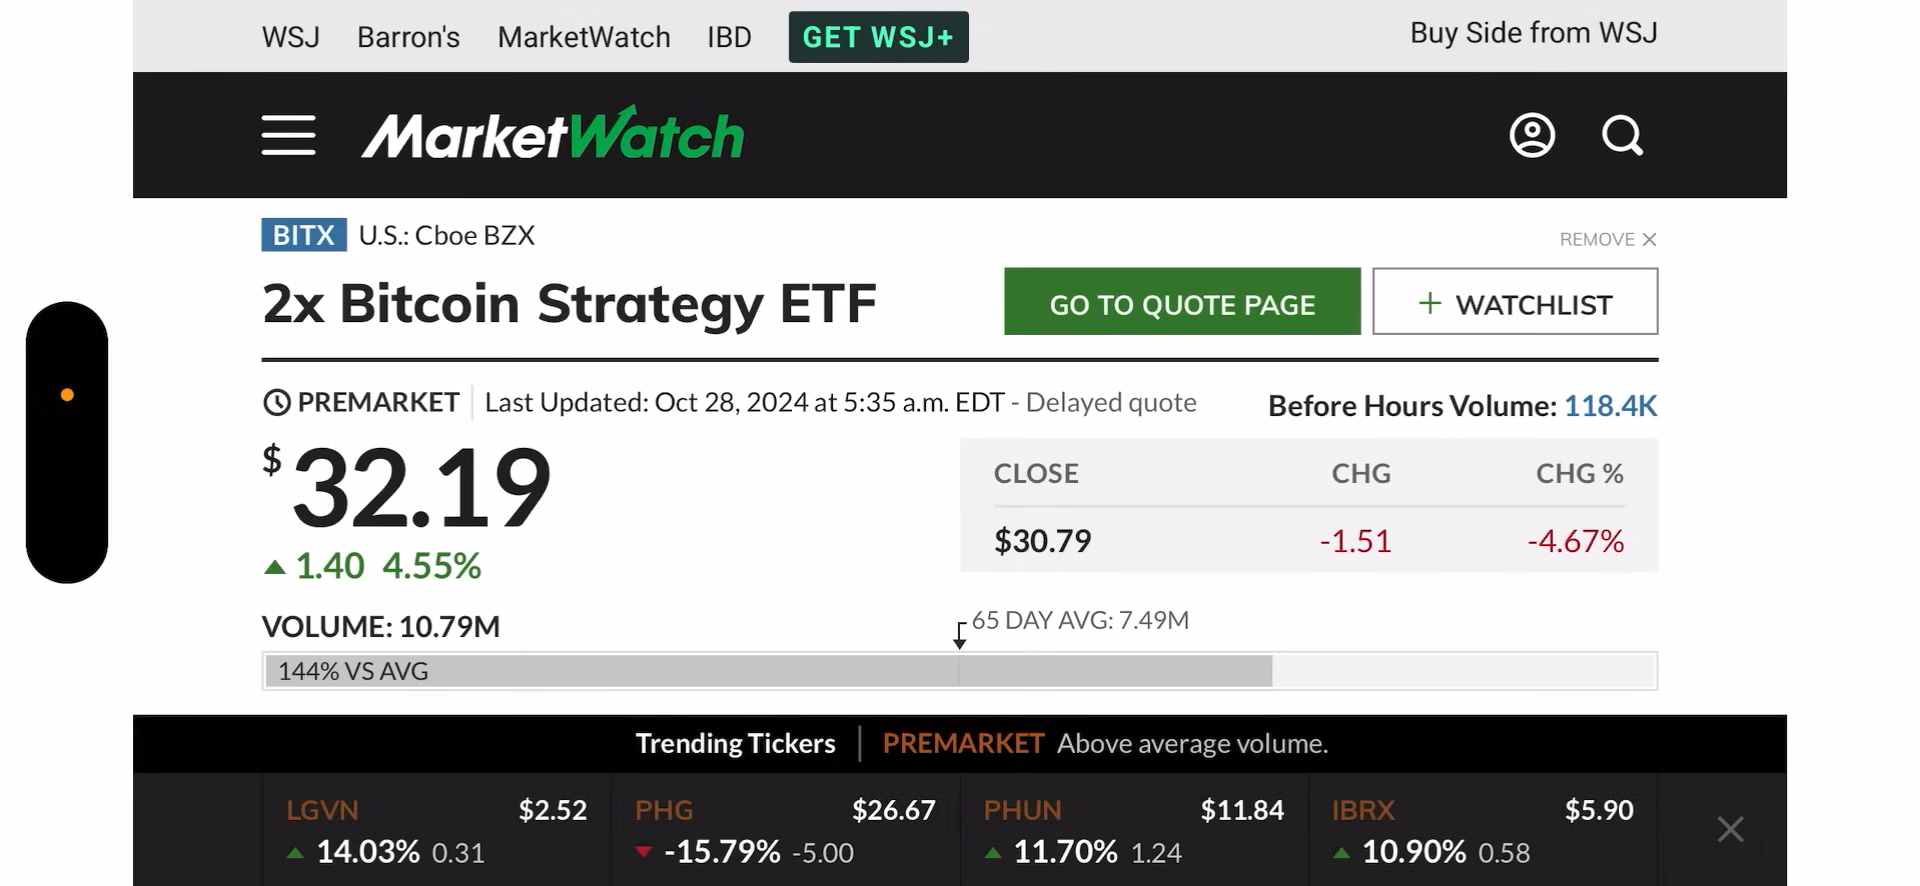 WSJ Barron's MarketWatch IBD GET WSJ+ Buy Side from WSJ
MarketWatch
BITX U.S.: Cboe BZX REMOVE
2x Bitcoin Strategy ETF GO TO QUOTE PAGE + WATCHLIST
PREMARKET Last Updated: Oct 28, 2024 at 5:35 a.m. EDT - Delayed quote Before Hours Volume: 118.4K
$32.19
1.40 4.55%
CLOSE CHG CHG %
$30.79 -1.51 -4.67%
VOLUME: 10.79M 65 DAY AVG: 7.49M
144% VS AVG
Trending Tickers | PREMARKET Above average volume.
LGVN $2.52
14.03% 0.31
PHG $26.67
-15.79% -5.00
PHUN $11.84
11.70% 1.24
IBRX $5.90
10.90% 0.58